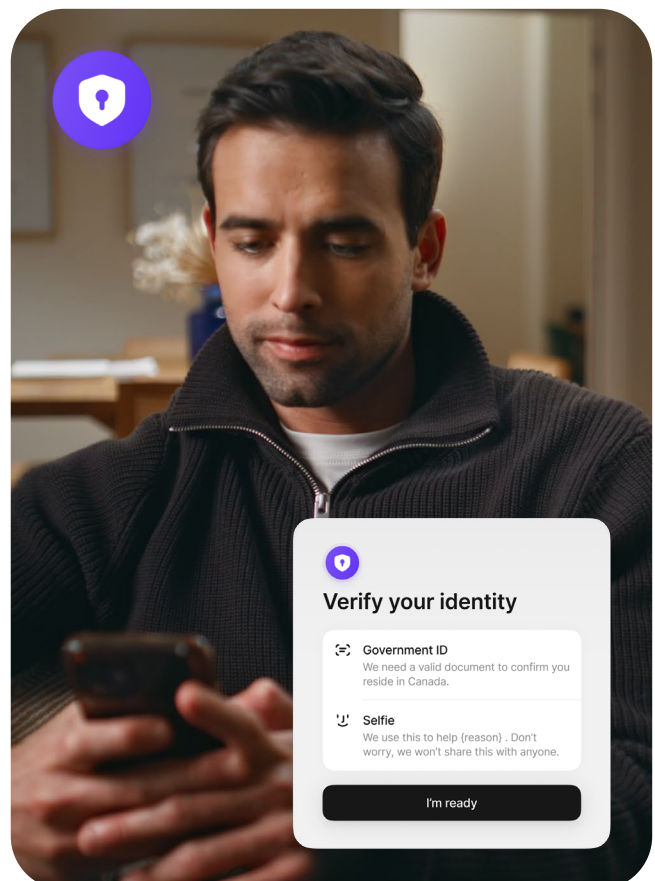 Verify your identity
Government ID
We need a valid document to confirm you
reside in Canada.
Selfie
We use this to help {reason} . Don't
worry, we won't share this with anyone.
I'm ready